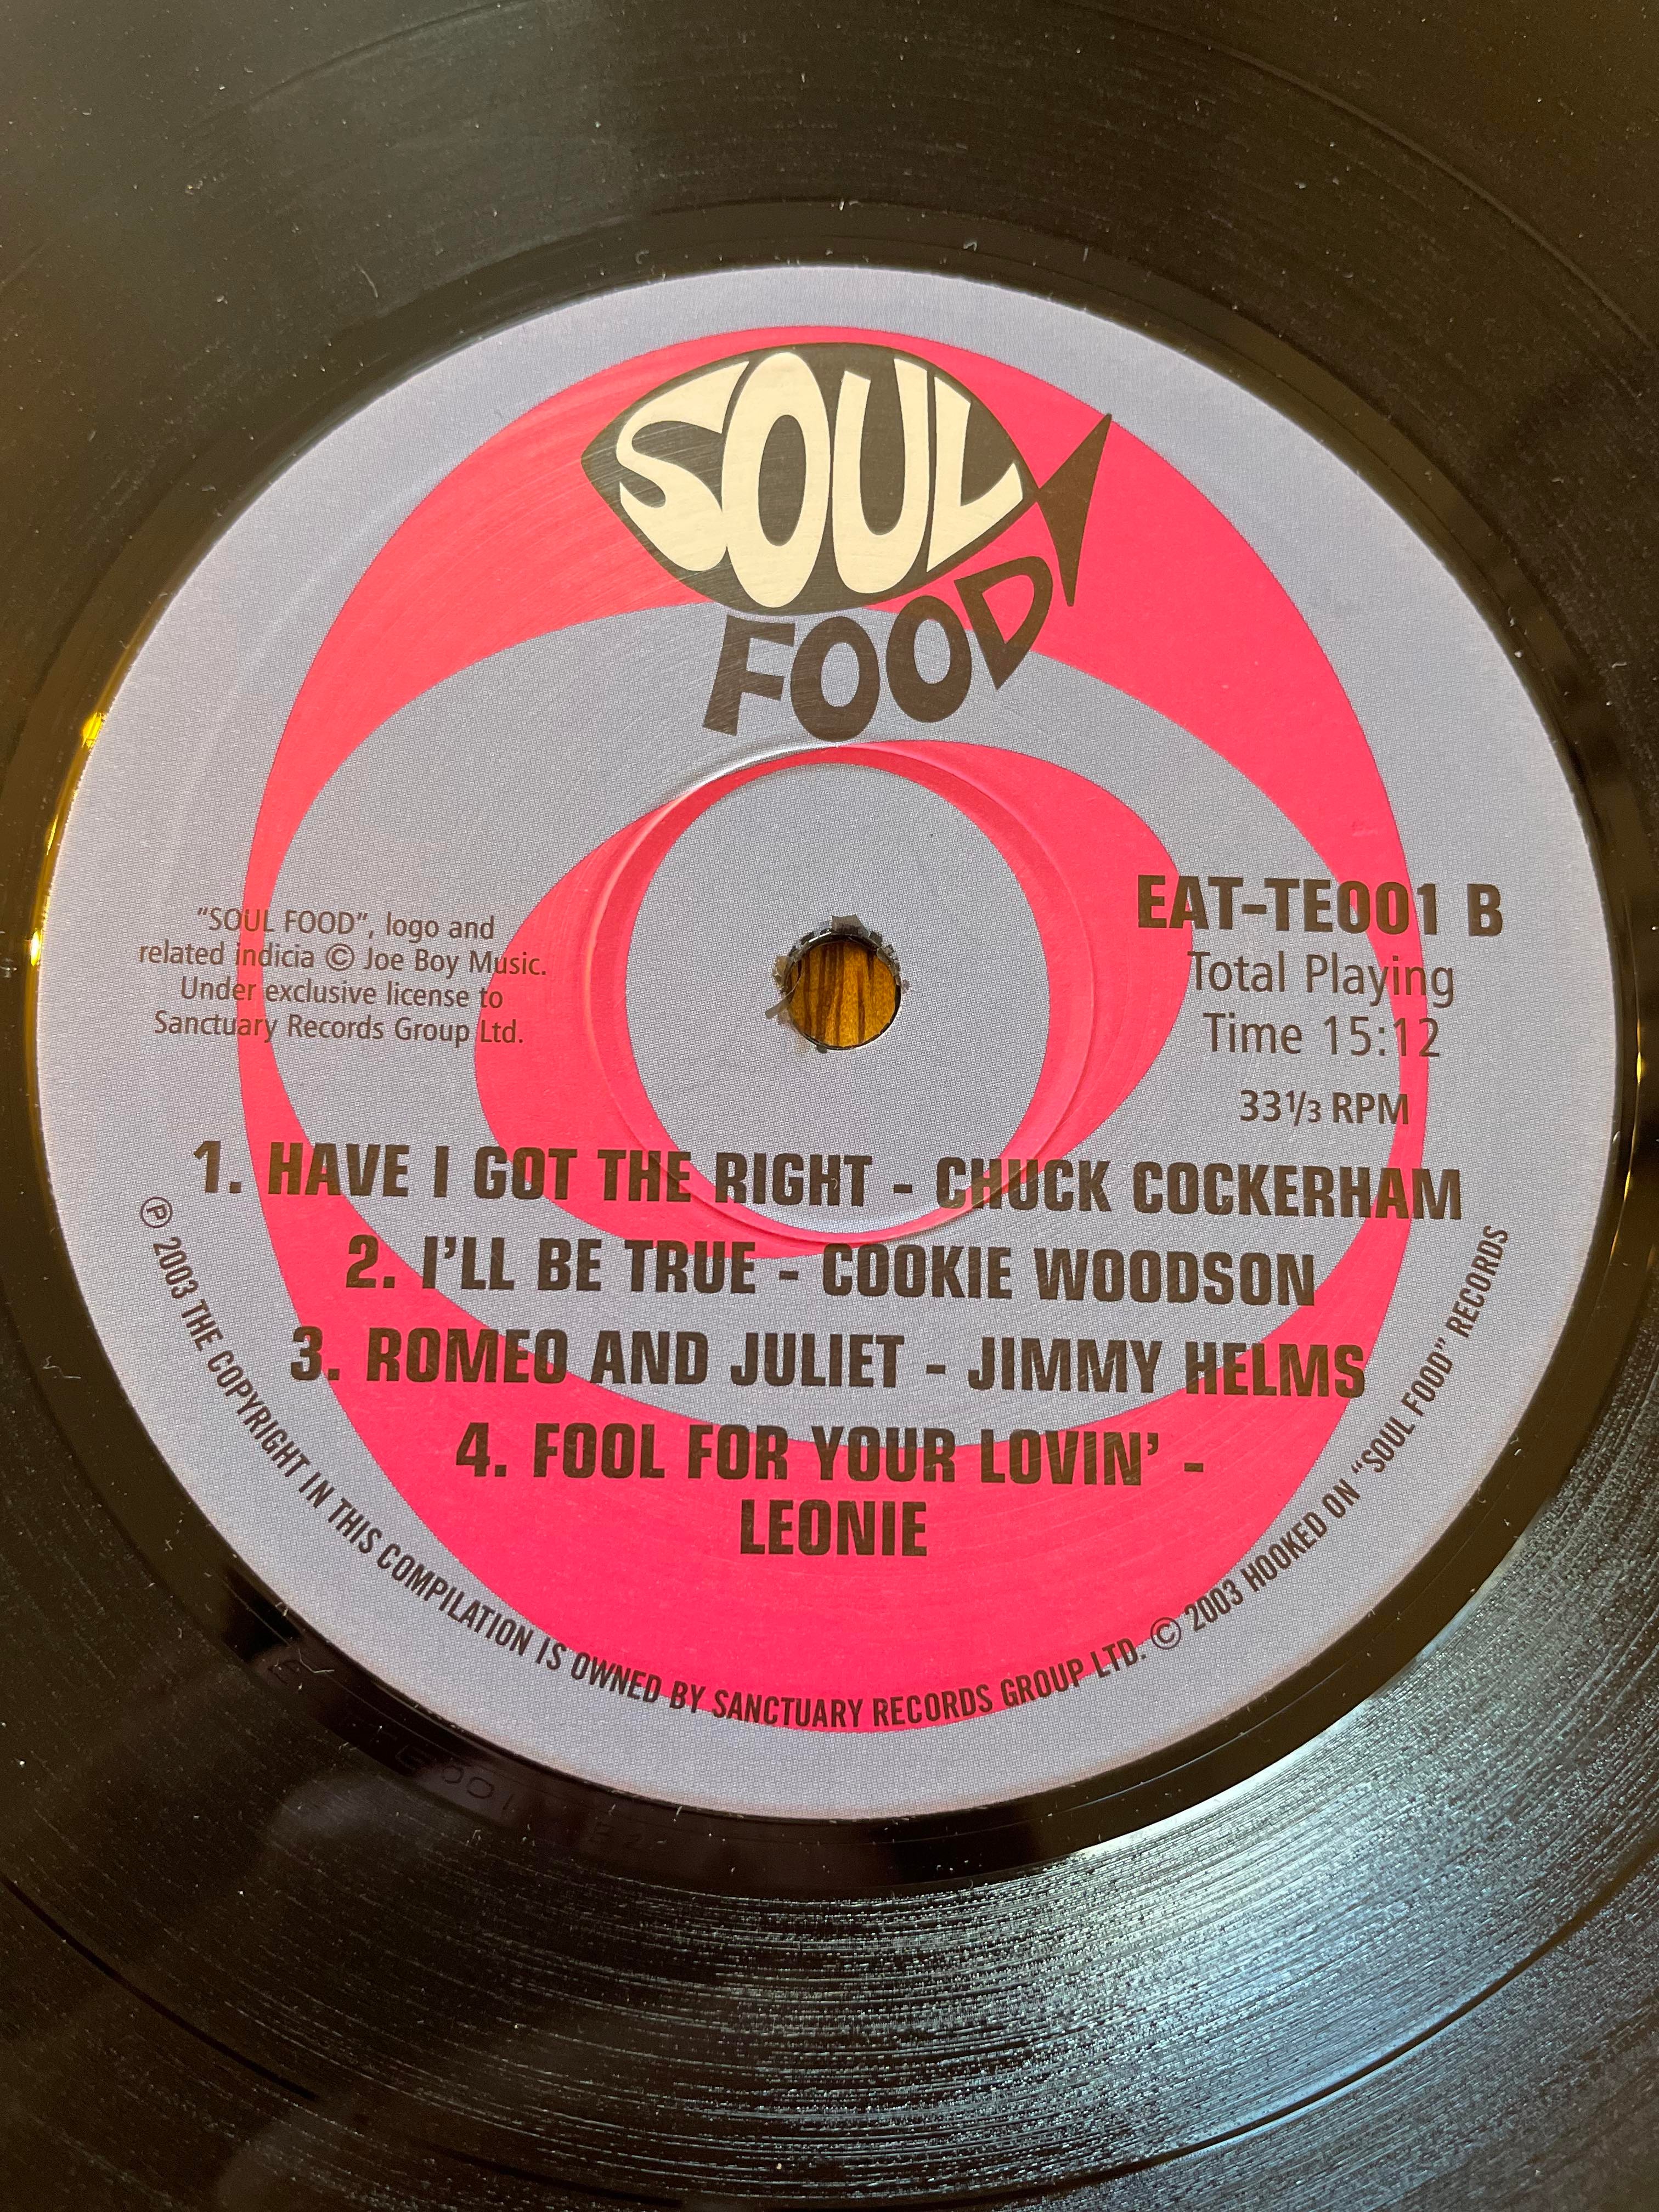 SOUL
FOOD
"SOUL FOOD", logo and
related indicia © Joe Boy Music.
Under exclusive license to
Sanctuary Records Group Ltd.
EAT-TE001 B
Total Playing
Time 15:12
33⅓ RPM
1. HAVE I GOT THE RIGHT - CHUCK COCKERHAM
2. I'LL BE TRUE - COOKIE WOODSON
3. ROMEO AND JULIET - JIMMY HELMS
4. FOOL FOR YOUR LOVIN' -
LEONIE
℗ 2003 THE COPYRIGHT IN THIS COMPILATION IS OWNED BY SANCTUARY RECORDS GROUP LTD. © 2003 HOOKED ON "SOUL FOOD" RECORDS